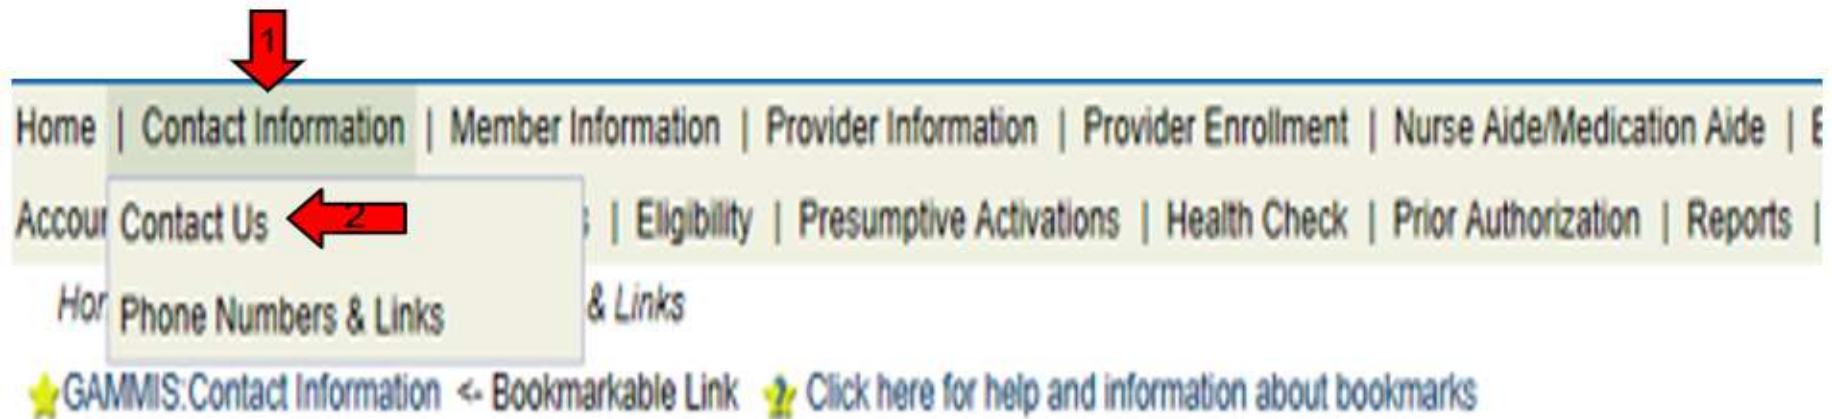 1
Home | Contact Information | Member Information | Provider Information | Provider Enrollment | Nurse Aide/Medication Aide |
Accour Contact Us 2 | Eligibility | Presumptive Activations | Health Check | Prior Authorization | Reports |
Hor Phone Numbers & Links & Links
GAMMIS:Contact Information <- Bookmarkable Link ? Click here for help and information about bookmarks